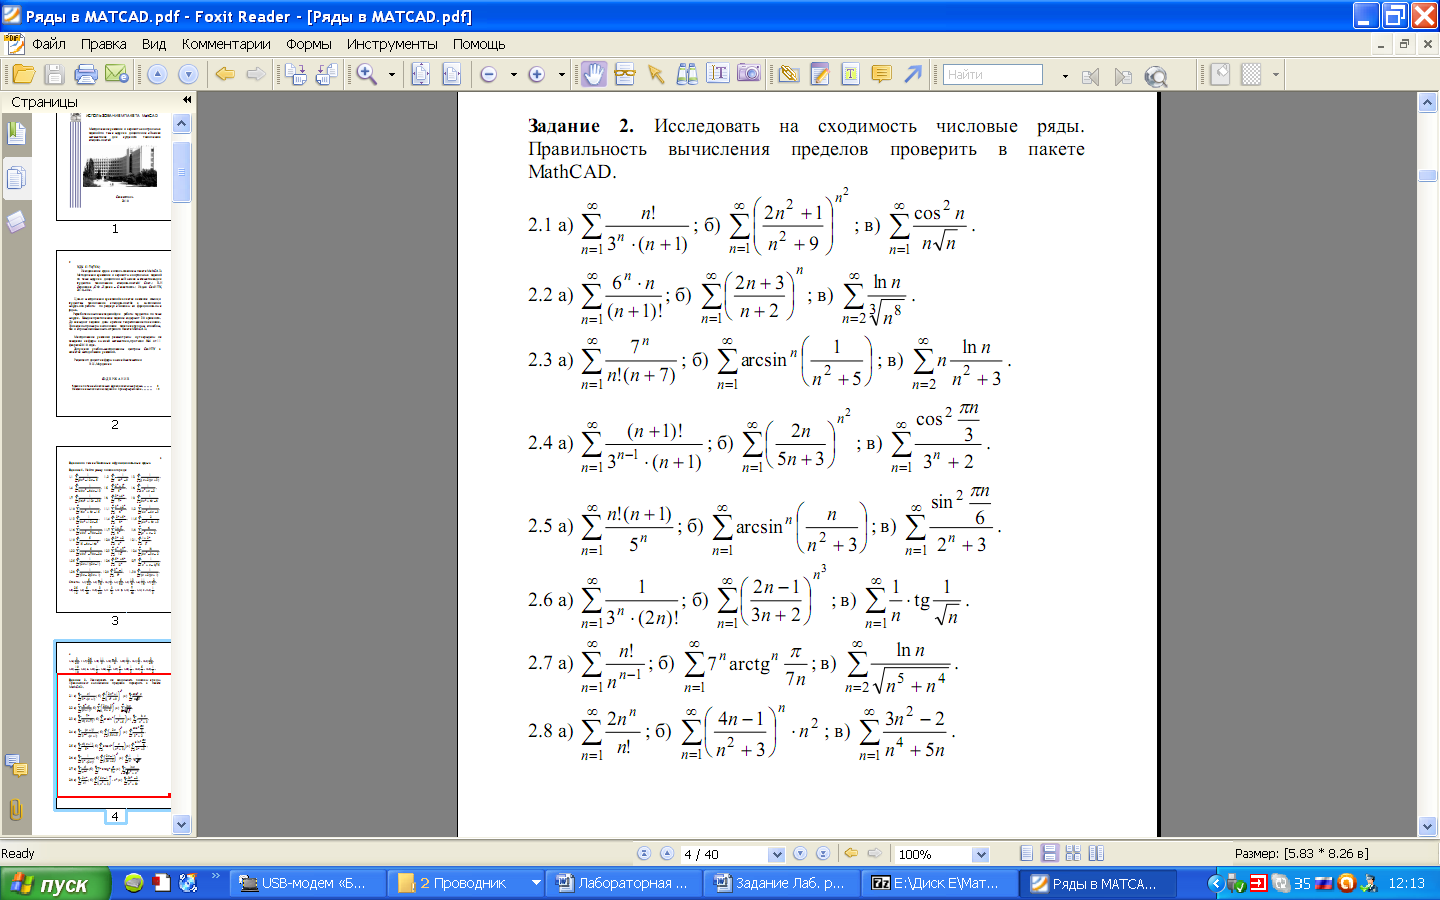 Ряды в MATCAD.pdf - Foxit Reader - [Ряды в MATCAD.pdf]
Файл Правка Вид Комментарии Формы Инструменты Помощь
Найти
Страницы
1
2
3
4
Задание 2. Исследовать на сходимость числовые ряды.
Правильность вычисления пределов проверить в пакете
MathCAD.
2.1 а) ∑_{n=1}^{∞} n!/(3^n·(n+1)); б) ∑_{n=1}^{∞} ((2n^2+1)/(n^2+9))^{n^2}; в) ∑_{n=1}^{∞} cos^2 n/(n√n).
2.2 а) ∑_{n=1}^{∞} (6^n·n)/(n+1)!; б) ∑_{n=1}^{∞} ((2n+3)/(n+2))^n; в) ∑_{n=2}^{∞} ln n/∛(n^8).
2.3 а) ∑_{n=1}^{∞} 7^n/(n!(n+7)); б) ∑_{n=1}^{∞} arcsin^n (1/(n^2+5)); в) ∑_{n=2}^{∞} n ln n/(n^2+3).
2.4 а) ∑_{n=1}^{∞} (n+1)!/(3^{n−1}·(n+1)); б) ∑_{n=1}^{∞} (2n/(5n+3))^{n^2}; в) ∑_{n=1}^{∞} cos^2 (πn/3)/(3^n+2).
2.5 а) ∑_{n=1}^{∞} n!(n+1)/5^n; б) ∑_{n=1}^{∞} arcsin^n (n/(n^2+3)); в) ∑_{n=1}^{∞} sin^2 (πn/6)/(2^n+3).
2.6 а) ∑_{n=1}^{∞} 1/(3^n·(2n)!); б) ∑_{n=1}^{∞} ((2n−1)/(3n+2))^{n^3}; в) ∑_{n=1}^{∞} 1/n·tg 1/√n.
2.7 а) ∑_{n=1}^{∞} n!/n^{n−1}; б) ∑_{n=1}^{∞} 7^n arctg^n π/(7n); в) ∑_{n=2}^{∞} ln n/√(n^5+n^4).
2.8 а) ∑_{n=1}^{∞} 2n^n/n!; б) ∑_{n=1}^{∞} ((4n−1)/(n^2+3))^n·n^2; в) ∑_{n=1}^{∞} (3n^2−2)/(n^4+5n).
Ready 4 / 40 100% Размер: [5.83 * 8.26 в]
пуск USB-модем «Б... 2 Проводник Лабораторная ... Задание Лаб. р... E:\Диск E\Мат... Ряды в MATCA... 35 12:13